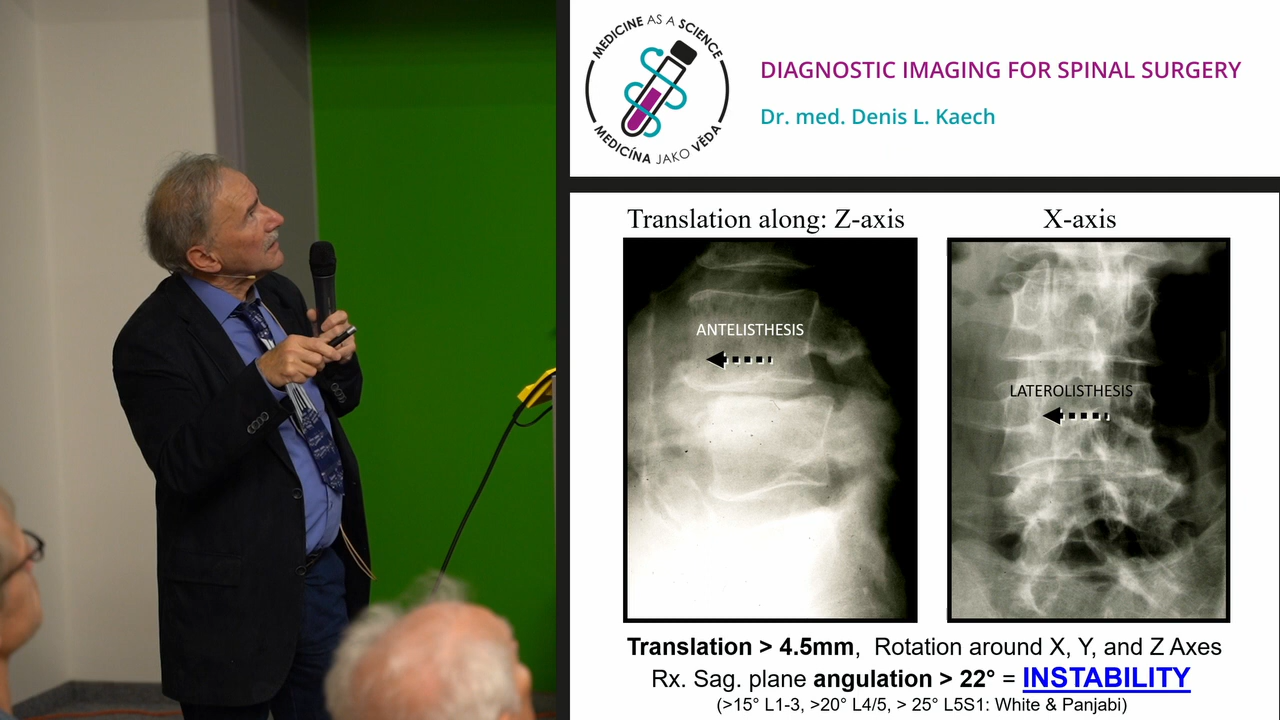 MEDICINE AS A SCIENCE
MEDICÍNA JAKO VĚDA
DIAGNOSTIC IMAGING FOR SPINAL SURGERY
Dr. med. Denis L. Kaech
Translation along: Z-axis
X-axis
ANTELISTHESIS
LATEROLISTHESIS
Translation > 4.5mm, Rotation around X, Y, and Z Axes
Rx. Sag. plane angulation > 22° = INSTABILITY
(>15° L1-3, >20° L4/5, > 25° L5S1: White & Panjabi)